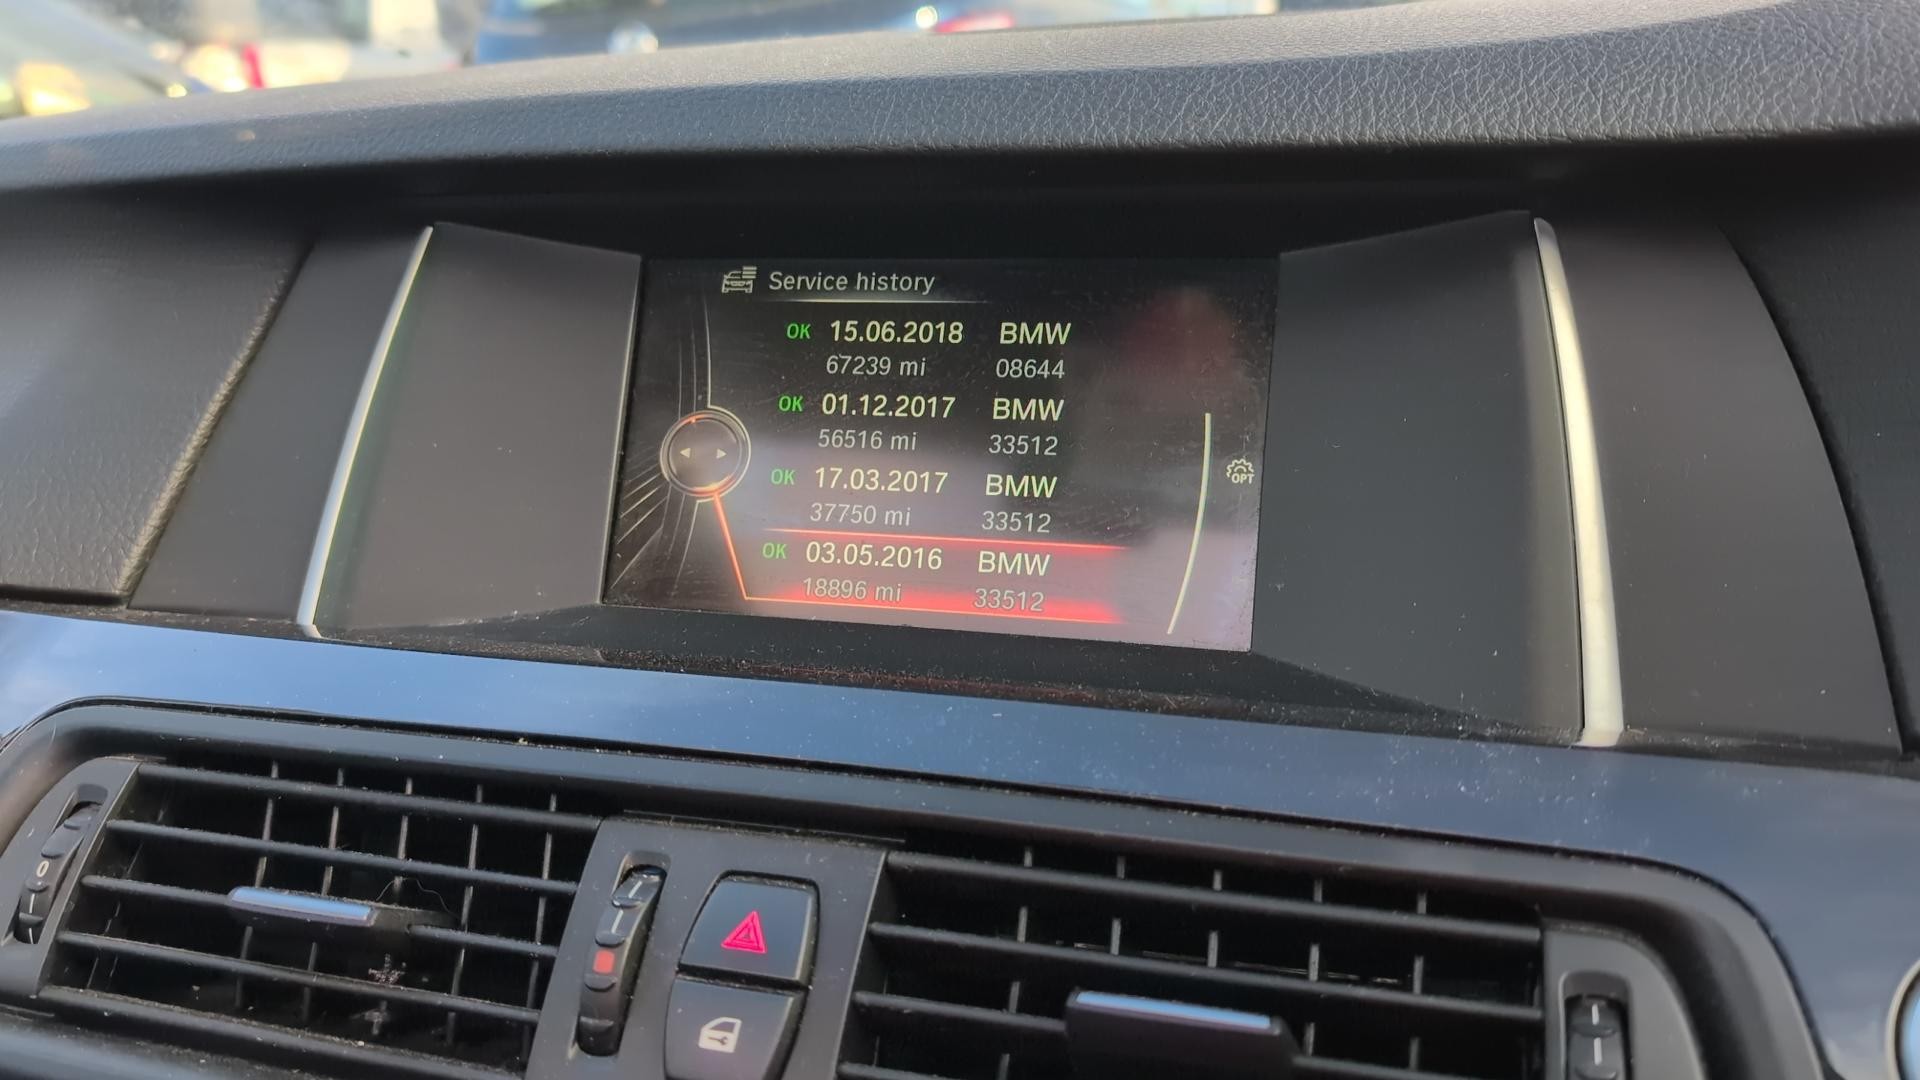 Service history
OK 15.06.2018 BMW
67239 mi 08644
OK 01.12.2017 BMW
56516 mi 33512
OK 17.03.2017 BMW
37750 mi 33512
OPT
OK 03.05.2016 BMW
18896 mi 33512
0